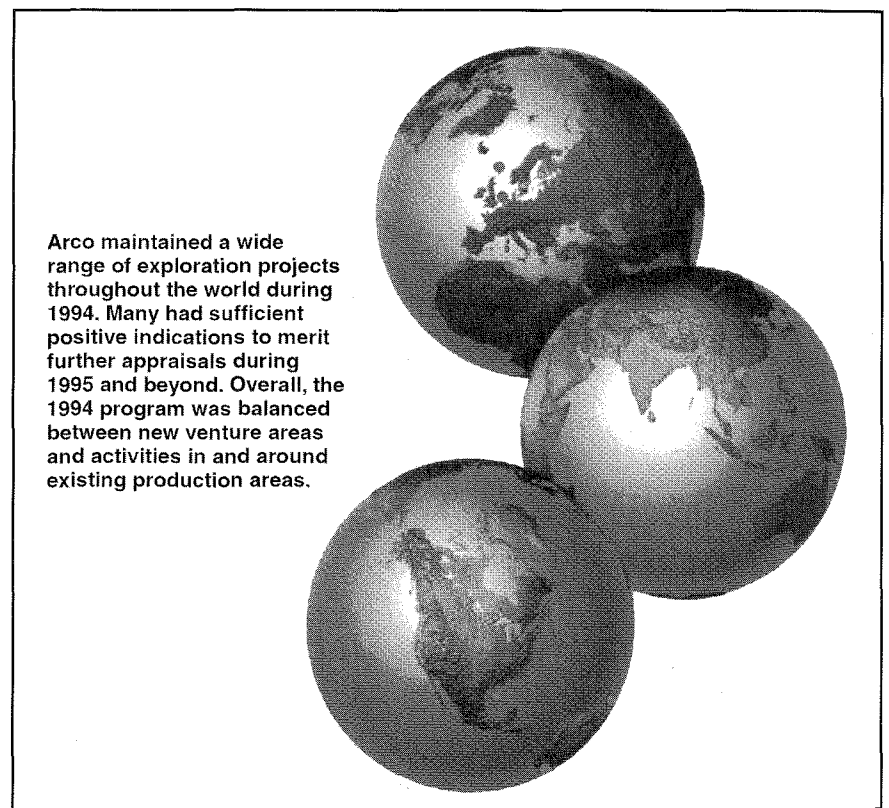 Arco maintained a wide
range of exploration projects
throughout the world during
1994. Many had sufficient
positive indications to merit
further appraisals during
1995 and beyond. Overall, the
1994 program was balanced
between new venture areas
and activities in and around
existing production areas.